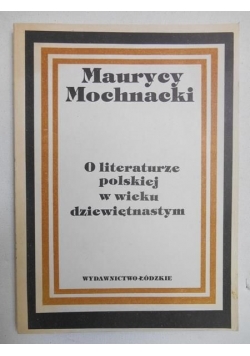 Maurycy
Mochnacki
O literaturze
polskiej
w wieku
dziewiętnastym
WYDAWNICTWO ŁÓDZKIE